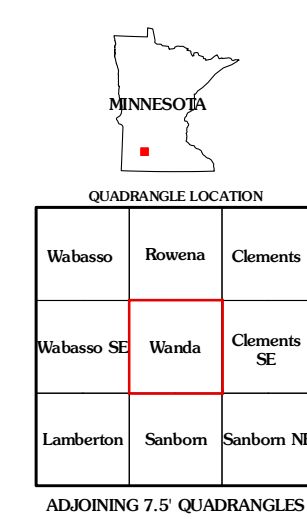 MINNESOTA
QUADRANGLE LOCATION
Wabasso Rowena Clements
Wabasso SE Wanda Clements
SE
Lamberton Sanborn Sanborn NE
ADJOINING 7.5' QUADRANGLES